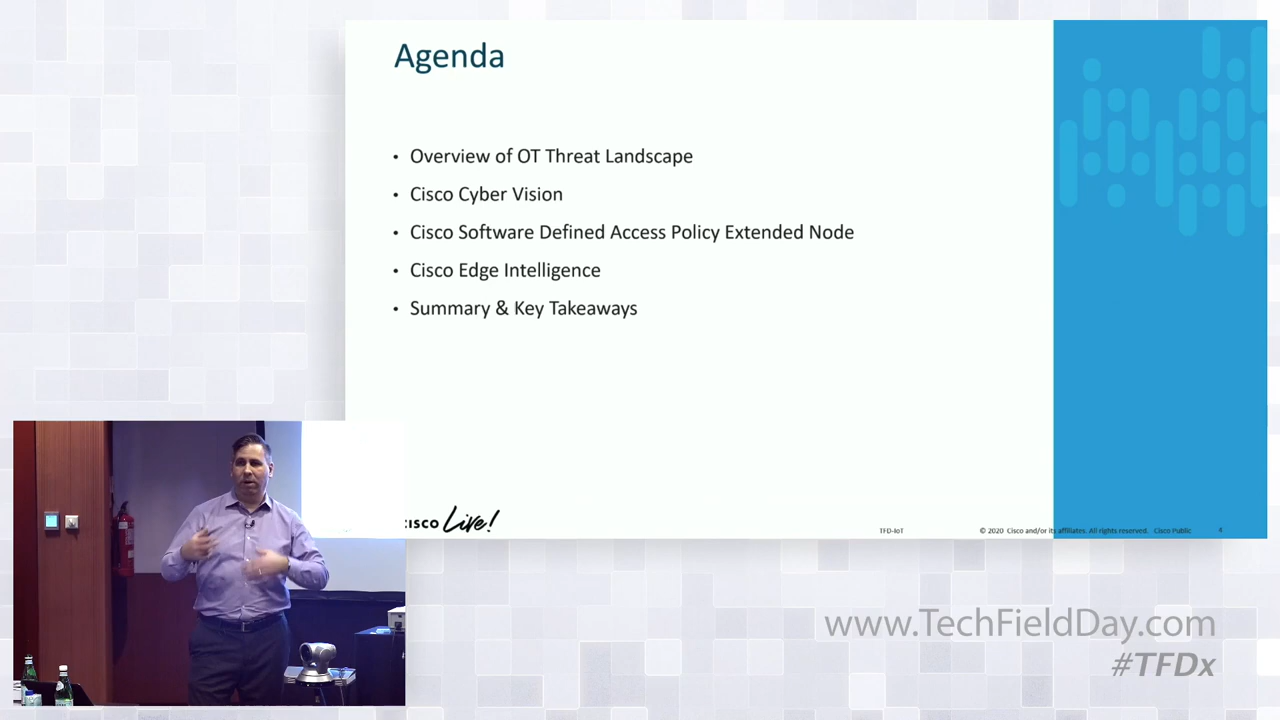 Agenda
• Overview of OT Threat Landscape
• Cisco Cyber Vision
• Cisco Software Defined Access Policy Extended Node
• Cisco Edge Intelligence
• Summary & Key Takeaways
cisco Live!
TFD-IoT
© 2020 Cisco and/or its affiliates. All rights reserved. Cisco Public
4
www.TechFieldDay.com
#TFDx